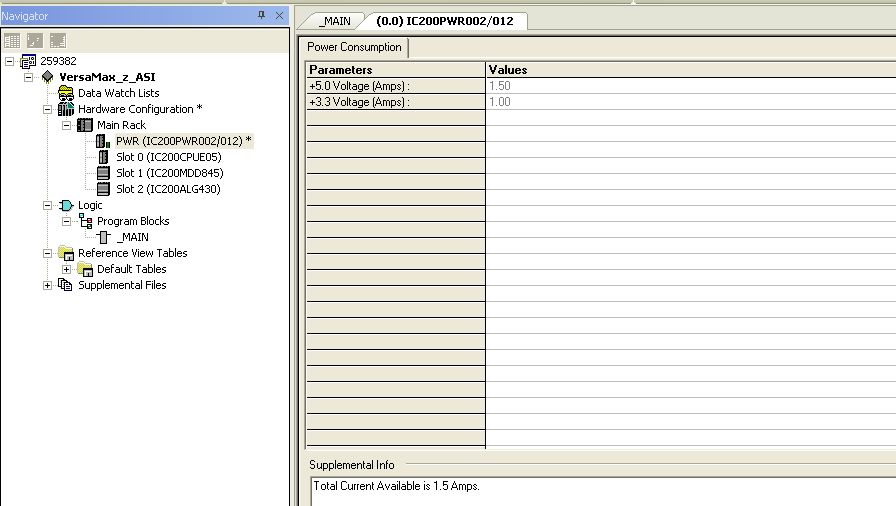 Navigator
259382
VersaMax_z_ASI
Data Watch Lists
Hardware Configuration *
Main Rack
PWR (IC200PWR002/012) *
Slot 0 (IC200CPUE05)
Slot 1 (IC200MDD845)
Slot 2 (IC200ALG430)
Logic
Program Blocks
_MAIN
Reference View Tables
Default Tables
Supplemental Files
_MAIN (0.0) IC200PWR002/012
Power Consumption
Parameters Values
+5.0 Voltage (Amps) : 1.50
+3.3 Voltage (Amps) : 1.00
Supplemental Info
Total Current Available is 1.5 Amps.